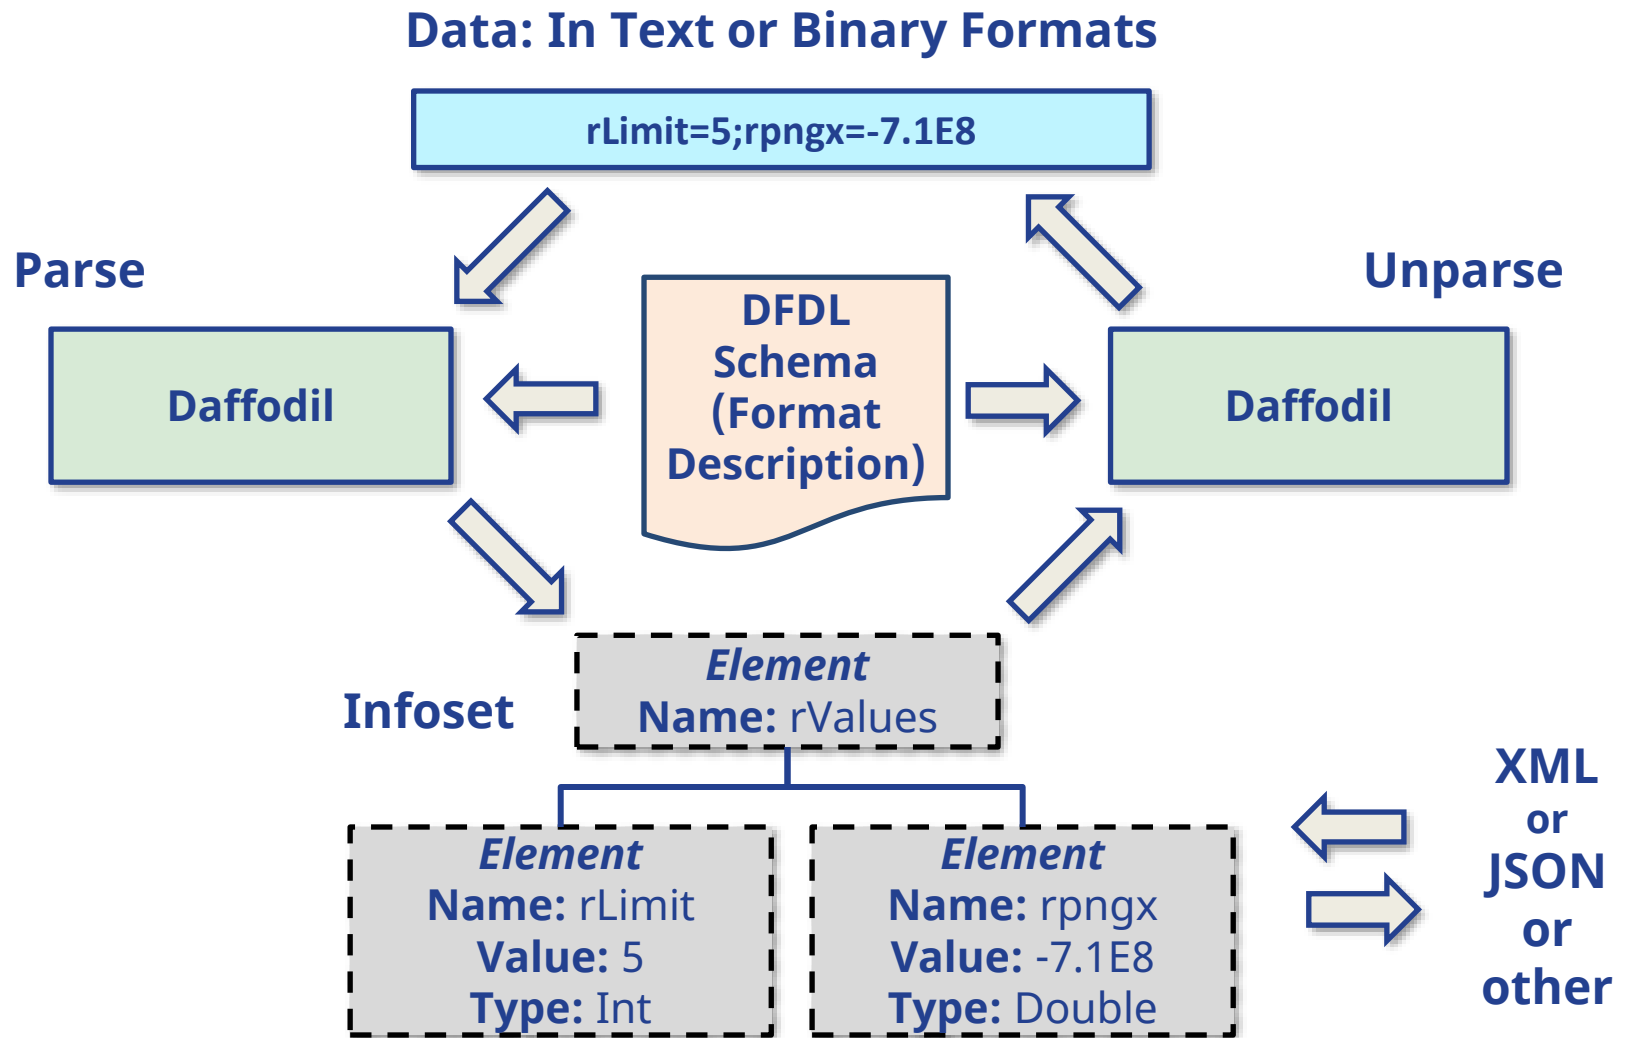 Data: In Text or Binary Formats
rLimit=5;rpngx=-7.1E8
Parse
Unparse
Daffodil
DFDL
Schema
(Format
Description)
Daffodil
Infoset
Element
Name: rValues
Element
Name: rLimit
Value: 5
Type: Int
Element
Name: rpngx
Value: -7.1E8
Type: Double
XML
or
JSON
or
other